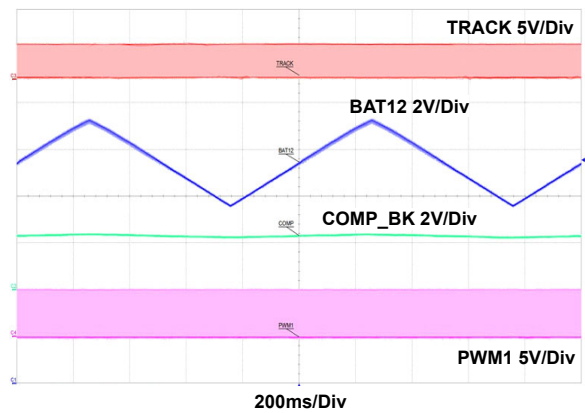 TRACK 5V/Div
TRACK
BAT12 2V/Div
BAT12
COMP_BK 2V/Div
COMP
PWM1
PWM1 5V/Div
200ms/Div